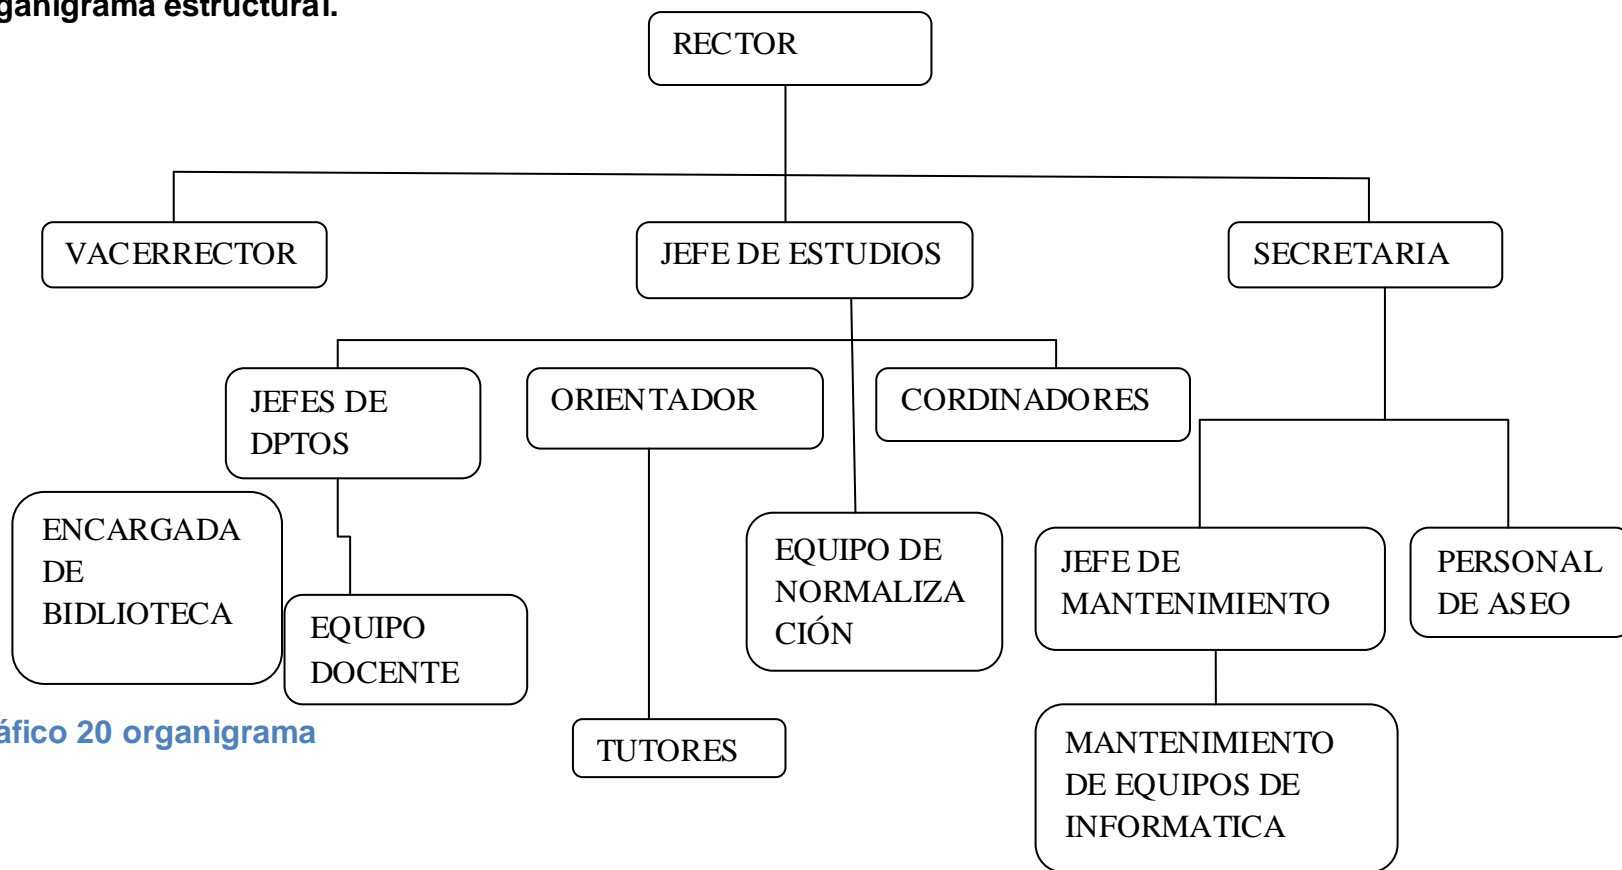 ganigrama estructural.
RECTOR
VACERRECTOR
JEFE DE ESTUDIOS
SECRETARIA
JEFES DE
DPTOS
ORIENTADOR
CORDINADORES
ENCARGADA
DE
BIDLIOTECA
EQUIPO
DOCENTE
EQUIPO DE
NORMALIZA
CIÓN
JEFE DE
MANTENIMIENTO
PERSONAL
DE ASEO
áfico 20 organigrama
TUTORES
MANTENIMIENTO
DE EQUIPOS DE
INFORMATICA